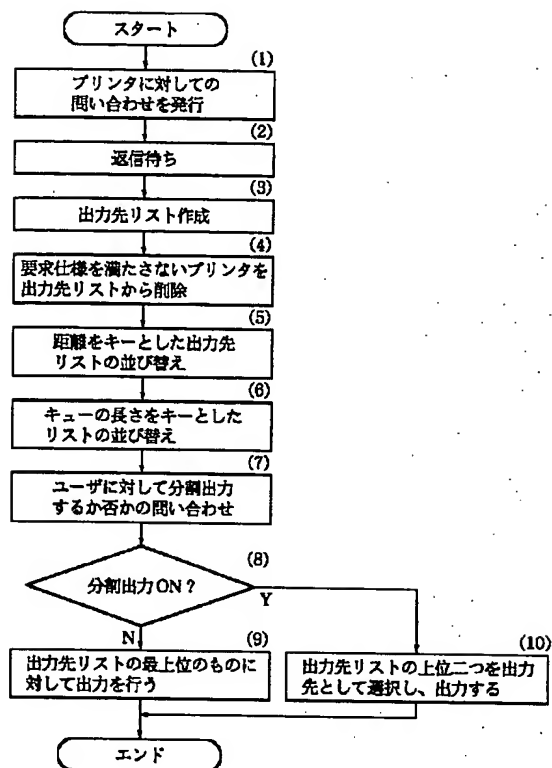 スタート
(1)
プリンタに対しての
問い合わせを発行
(2)
返信待ち
(3)
出力先リスト作成
(4)
要求仕様を満たさないプリンタを
出力先リストから削除
(5)
距離をキーとした出力先
リストの並び替え
(6)
キューの長さをキーとした
リストの並び替え
(7)
ユーザに対して分割出力
するか否かの問い合わせ
(8)
分割出力ON?
Y
N
(9)
出力先リストの最上位のものに
対して出力を行う
(10)
出力先リストの上位二つを出力
先として選択し、出力する
エンド